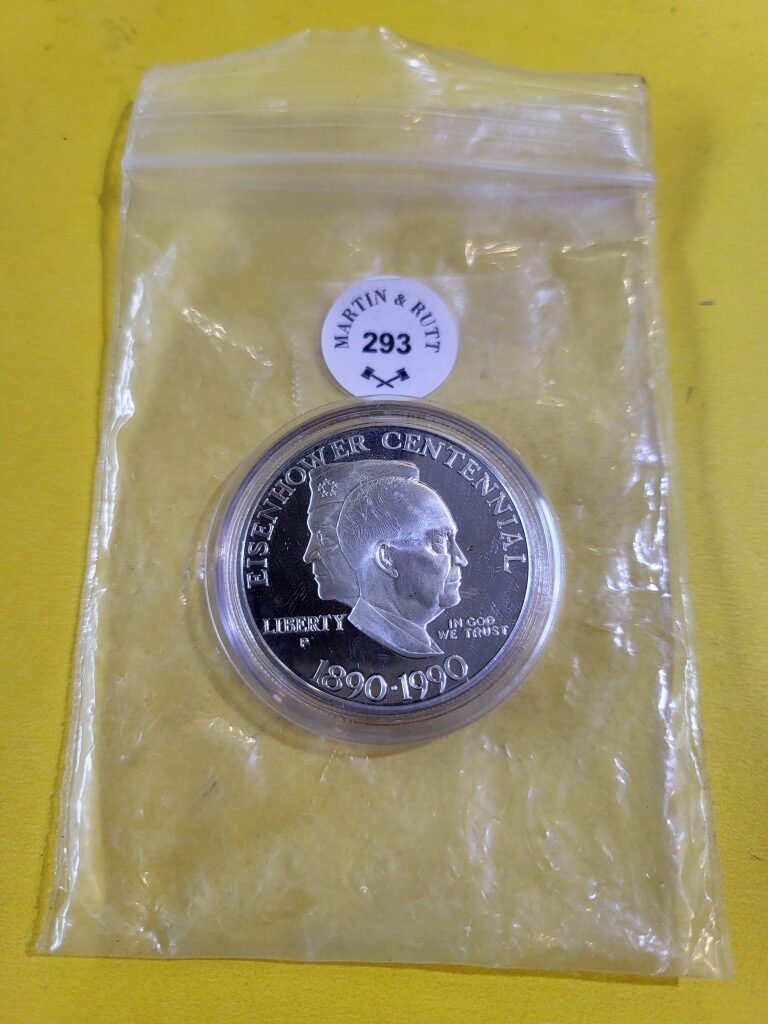 MARTIN & RUTT
293
EISENHOWER CENTENNIAL
LIBERTY
P
IN GOD
WE TRUST
1890·1990